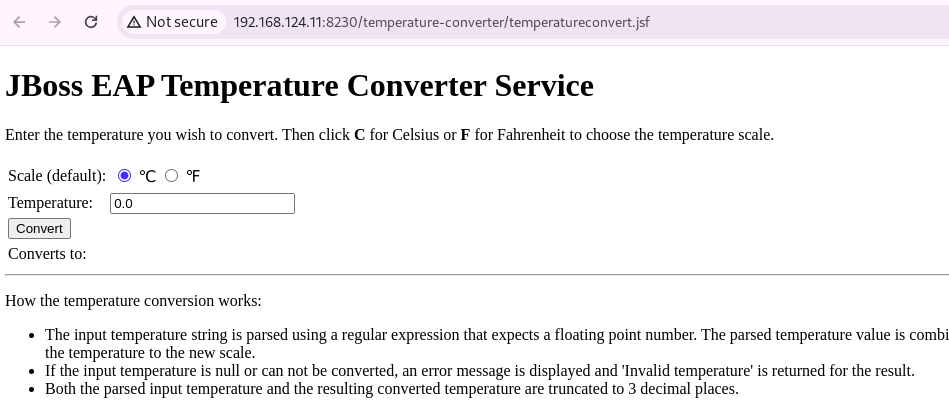 Not secure 192.168.124.11:8230/temperature-converter/temperatureconvert.jsf
JBoss EAP Temperature Converter Service
Enter the temperature you wish to convert. Then click C for Celsius or F for Fahrenheit to choose the temperature scale.
Scale (default): °C °F
Temperature: 0.0
Convert
Converts to:
How the temperature conversion works:
• The input temperature string is parsed using a regular expression that expects a floating point number. The parsed temperature value is
the temperature to the new scale.
• If the input temperature is null or can not be converted, an error message is displayed and 'Invalid temperature' is returned for the result.
• Both the parsed input temperature and the resulting converted temperature are truncated to 3 decimal places.